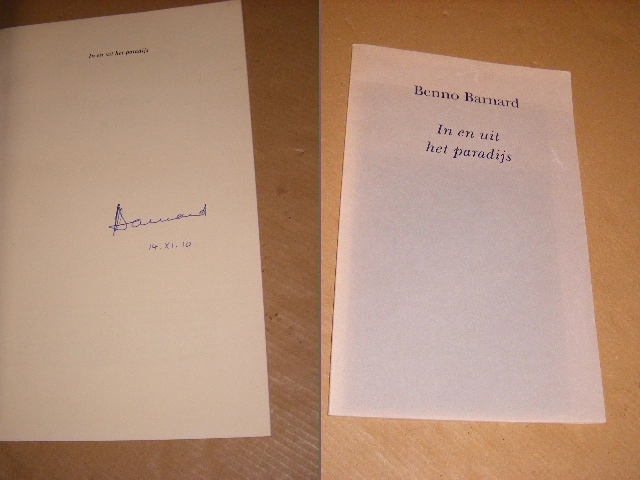 In en uit het paradijs
Barnard
14.XI.10
Benno Barnard
In en uit
het paradijs